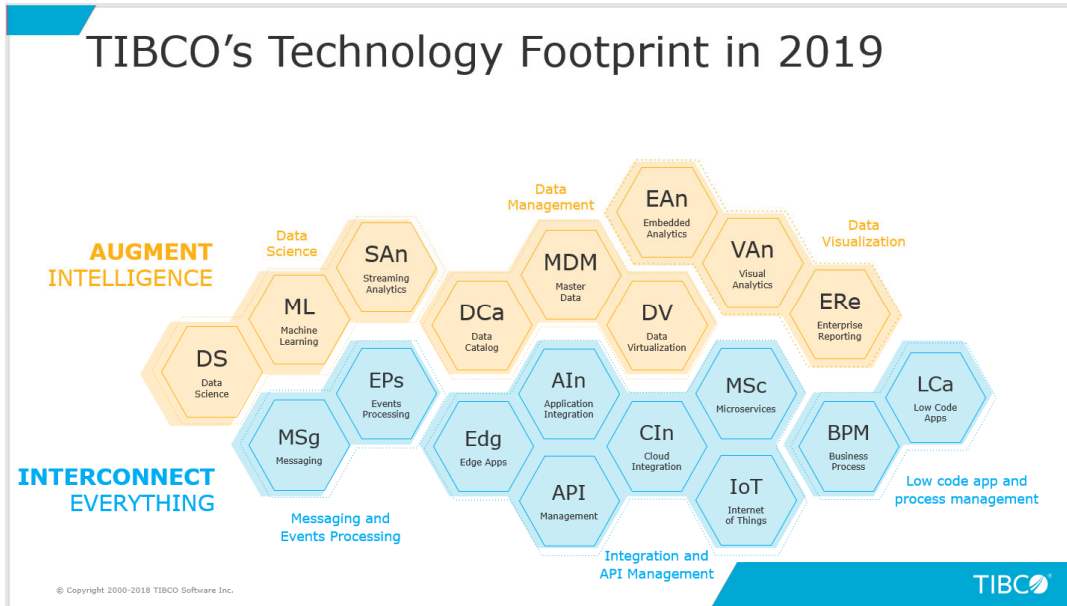 TIBCO's Technology Footprint in 2019
AUGMENT
INTELLIGENCE
Data
Science
Data
Management
Data
Visualization
DS
Data
Science
ML
Machine
Learning
SAn
Streaming
Analytics
DCa
Data
Catalog
MDM
Master
Data
DV
Data
Virtualization
EAn
Embedded
Analytics
VAn
Visual
Analytics
ERe
Enterprise
Reporting
INTERCONNECT
EVERYTHING
MSg
Messaging
EPs
Events
Processing
Messaging and
Events Processing
Edg
Edge Apps
AIn
Application
Integration
API
Management
CIn
Cloud
Integration
MSc
Microservices
IoT
Internet
of Things
Integration and
API Management
BPM
Business
Process
LCa
Low Code
Apps
Low code app and
process management
© Copyright 2000-2018 TIBCO Software Inc.
TIBCO